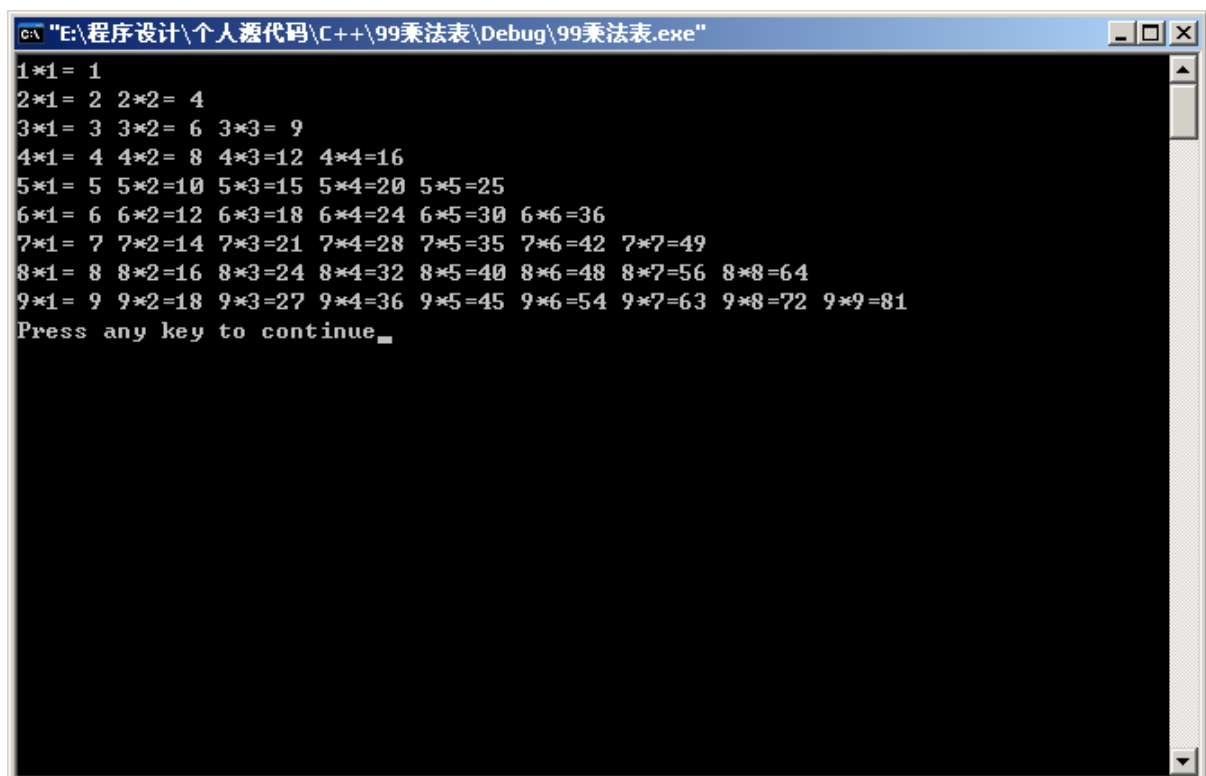 "E:\程序设计\个人源代码\C++\99乘法表\Debug\99乘法表.exe"
1*1= 1
2*1= 2 2*2= 4
3*1= 3 3*2= 6 3*3= 9
4*1= 4 4*2= 8 4*3=12 4*4=16
5*1= 5 5*2=10 5*3=15 5*4=20 5*5=25
6*1= 6 6*2=12 6*3=18 6*4=24 6*5=30 6*6=36
7*1= 7 7*2=14 7*3=21 7*4=28 7*5=35 7*6=42 7*7=49
8*1= 8 8*2=16 8*3=24 8*4=32 8*5=40 8*6=48 8*7=56 8*8=64
9*1= 9 9*2=18 9*3=27 9*4=36 9*5=45 9*6=54 9*7=63 9*8=72 9*9=81
Press any key to continue_